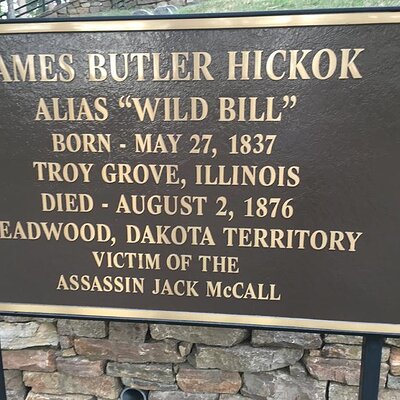 AMES BUTLER HICKOK
ALIAS "WILD BILL"
BORN - MAY 27, 1837
TROY GROVE, ILLINOIS
DIED - AUGUST 2, 1876
EADWOOD, DAKOTA TERRITORY
VICTIM OF THE
ASSASSIN JACK McCALL